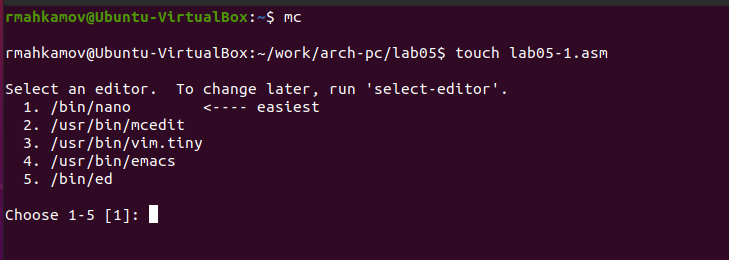 rmahkamov@Ubuntu-VirtualBox:~$ mc
rmahkamov@Ubuntu-VirtualBox:~/work/arch-pc/lab05$ touch lab05-1.asm
Select an editor.  To change later, run 'select-editor'.
  1. /bin/nano        <---- easiest
  2. /usr/bin/mcedit
  3. /usr/bin/vim.tiny
  4. /usr/bin/emacs
  5. /bin/ed
Choose 1-5 [1]: